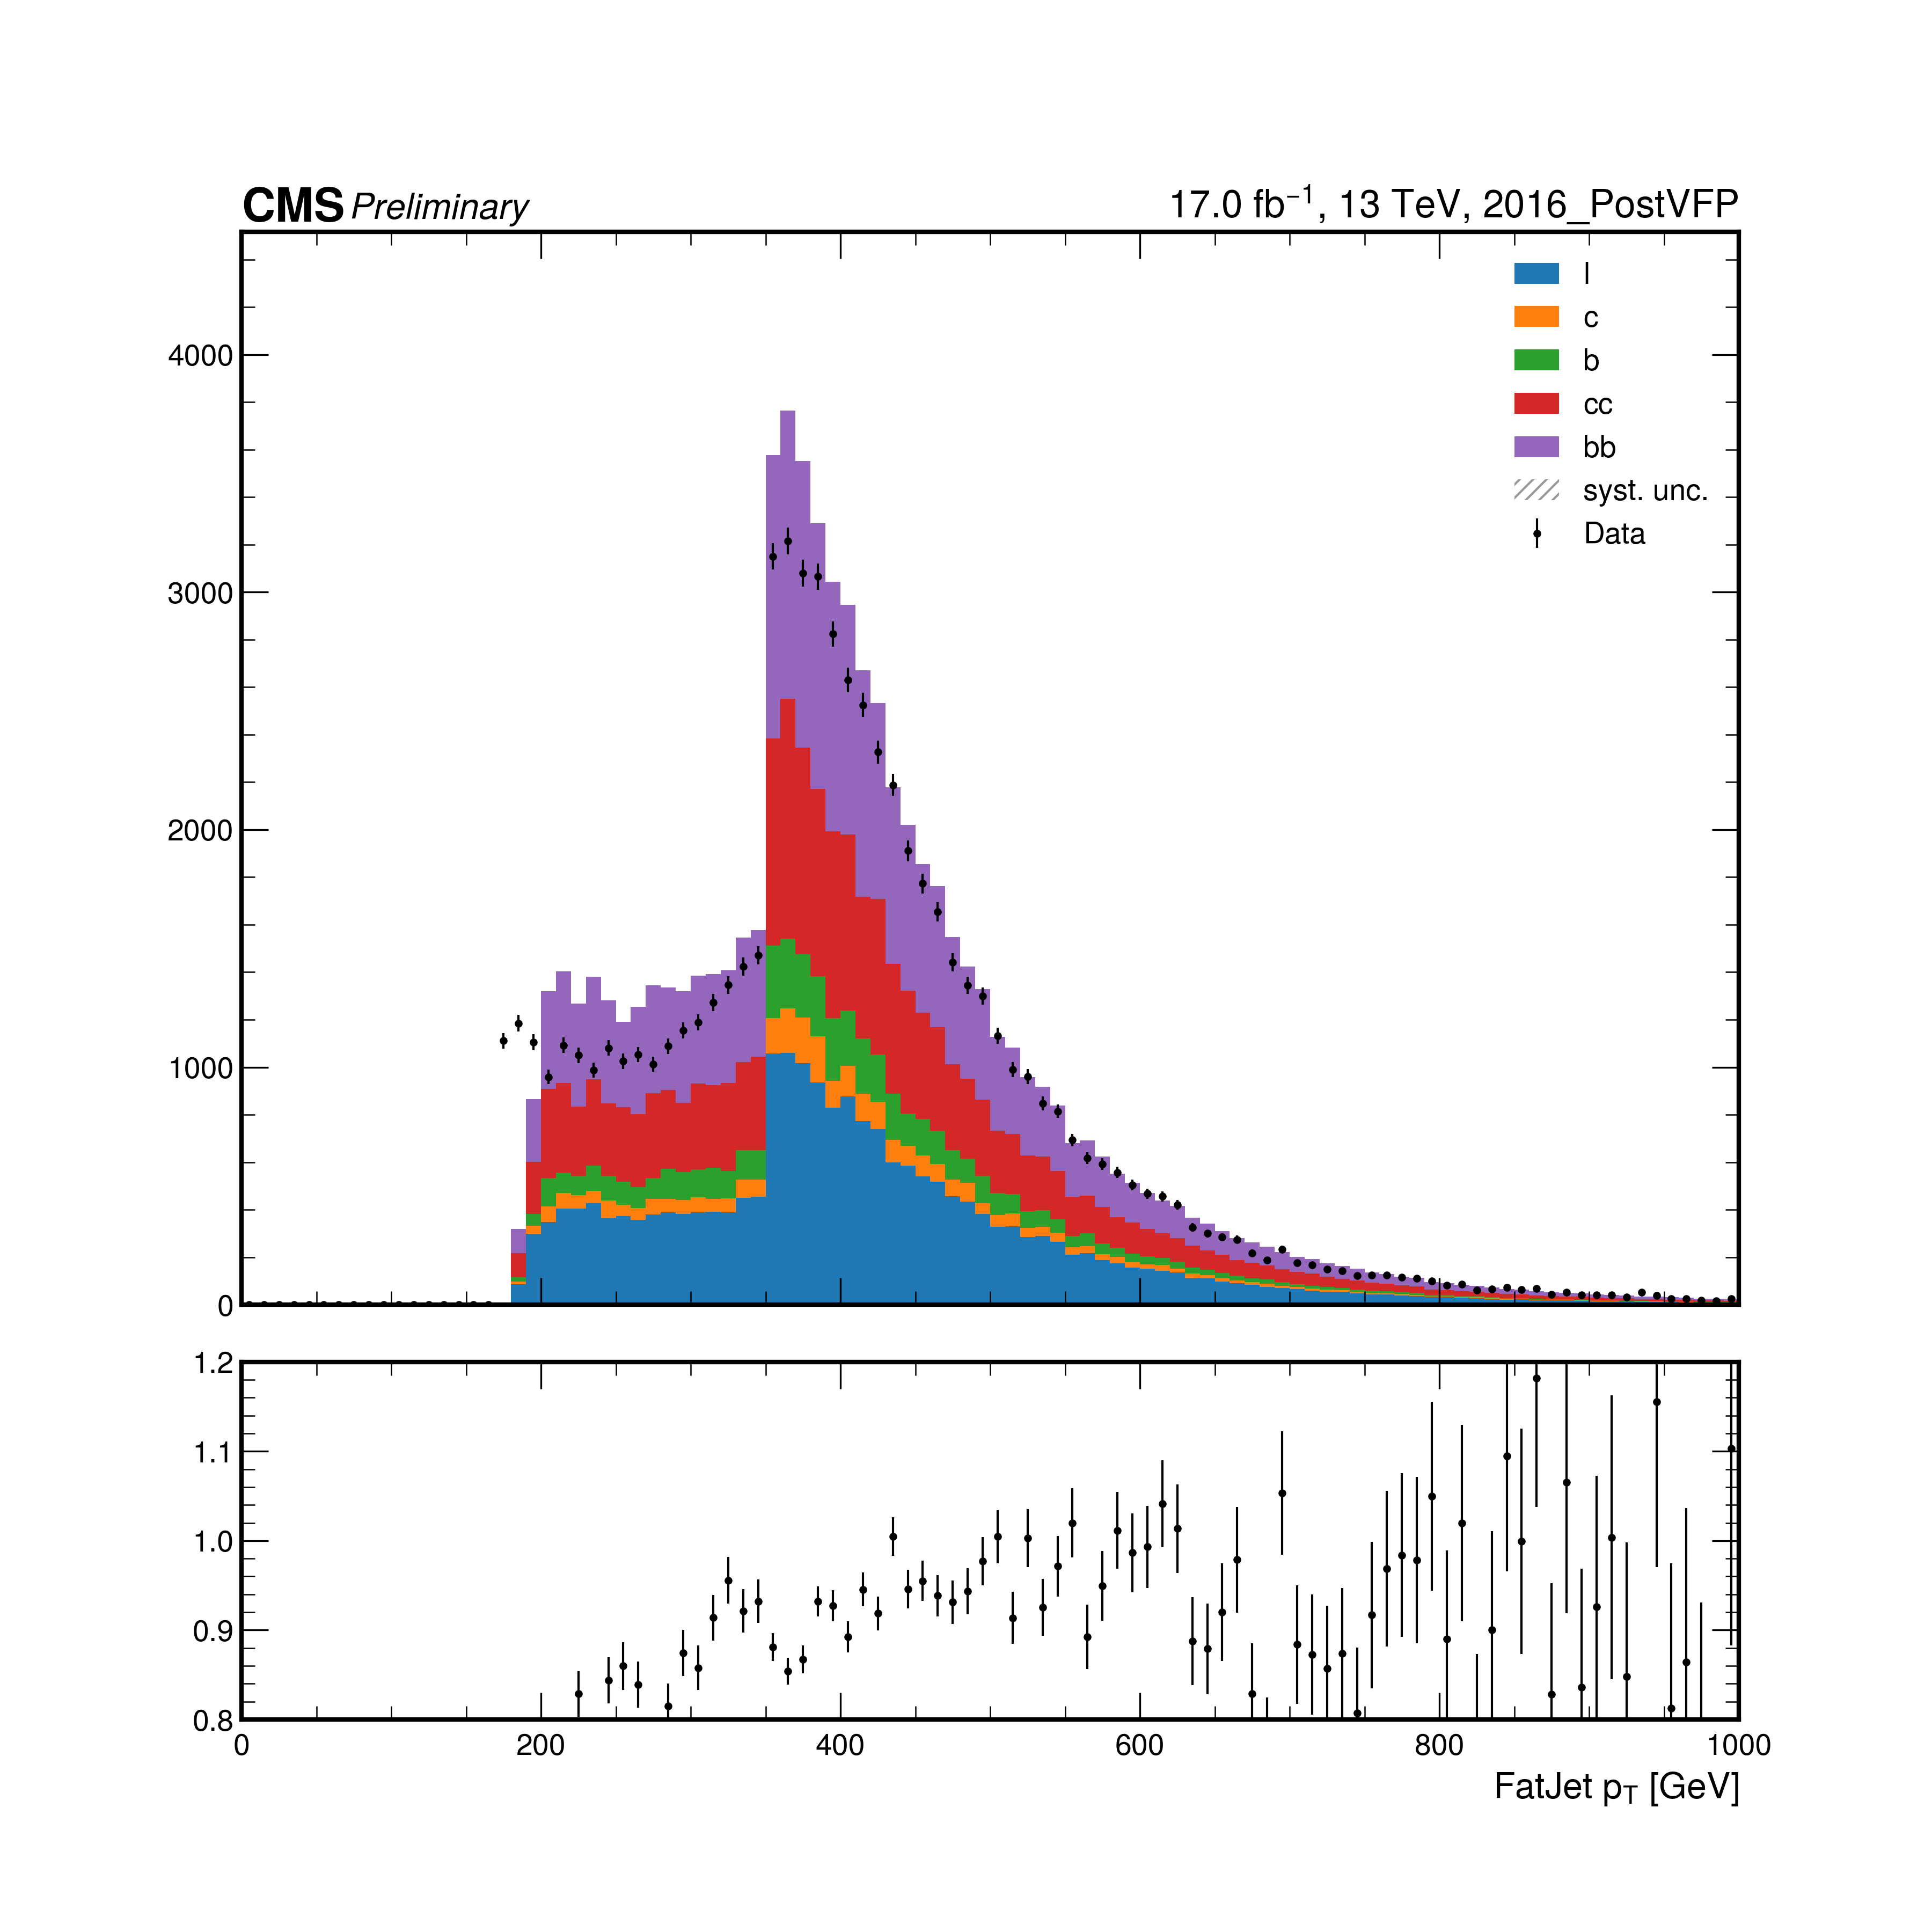 CMS Preliminary 17.0 fb⁻¹, 13 TeV, 2016_PostVFP
l
c
b
cc
bb
syst. unc.
Data
4000
3000
2000
1000
0
1.2
1.1
1.0
0.9
0.8
0 200 400 600 800 1000
FatJet p_T [GeV]